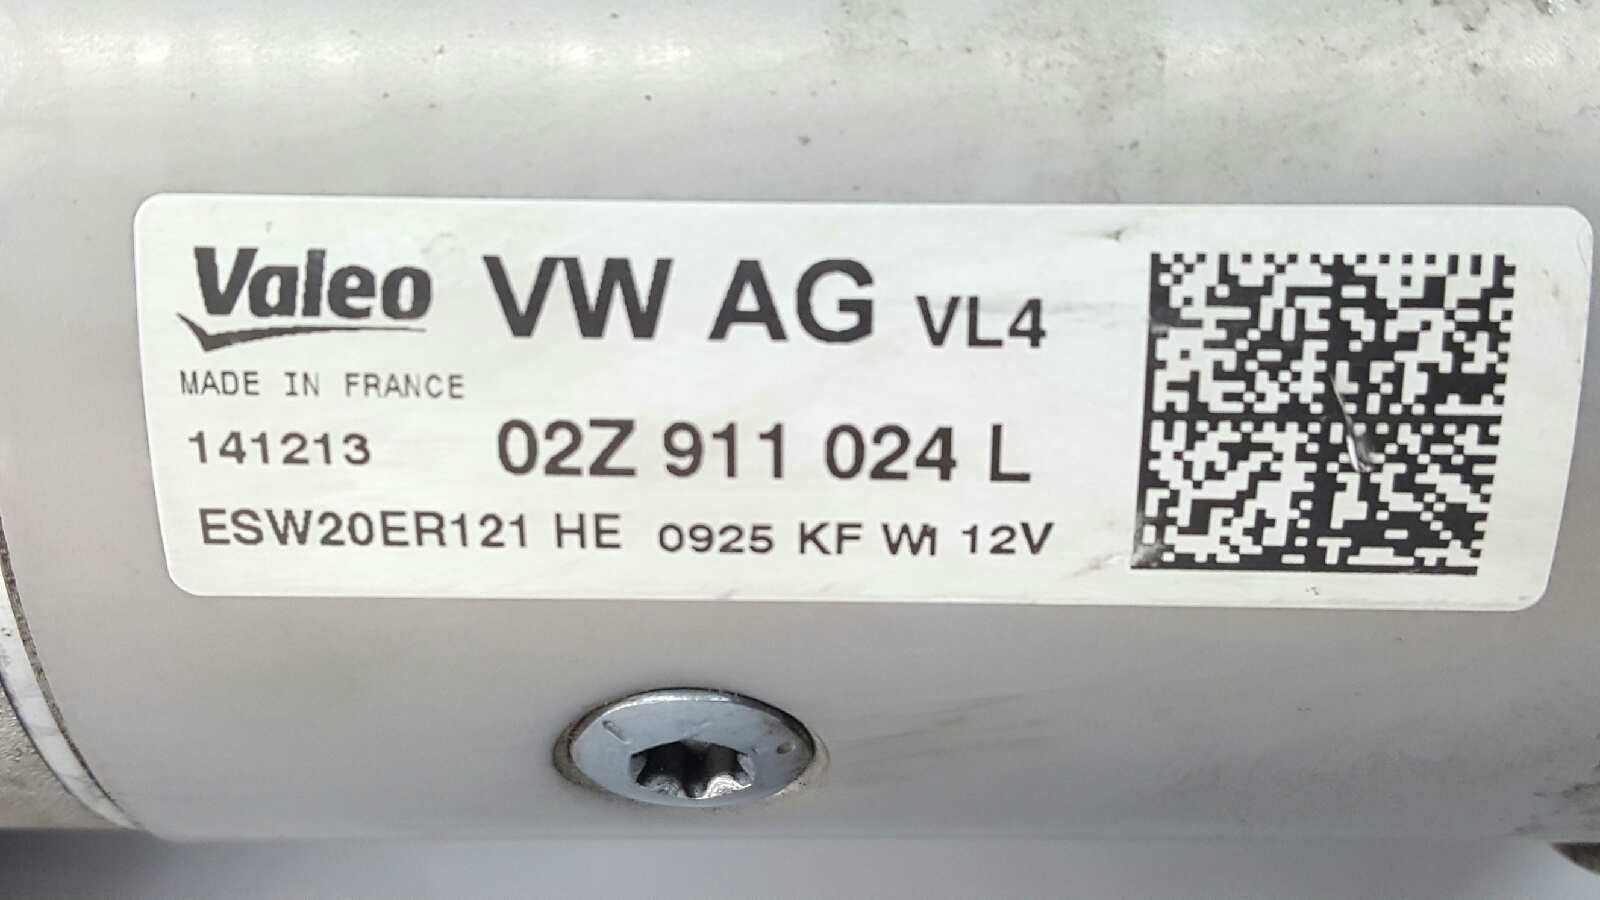 Valeo VW AG VL4
MADE IN FRANCE
141213 02Z 911 024 L
ESW20ER121 HE 0925 KF W1 12V